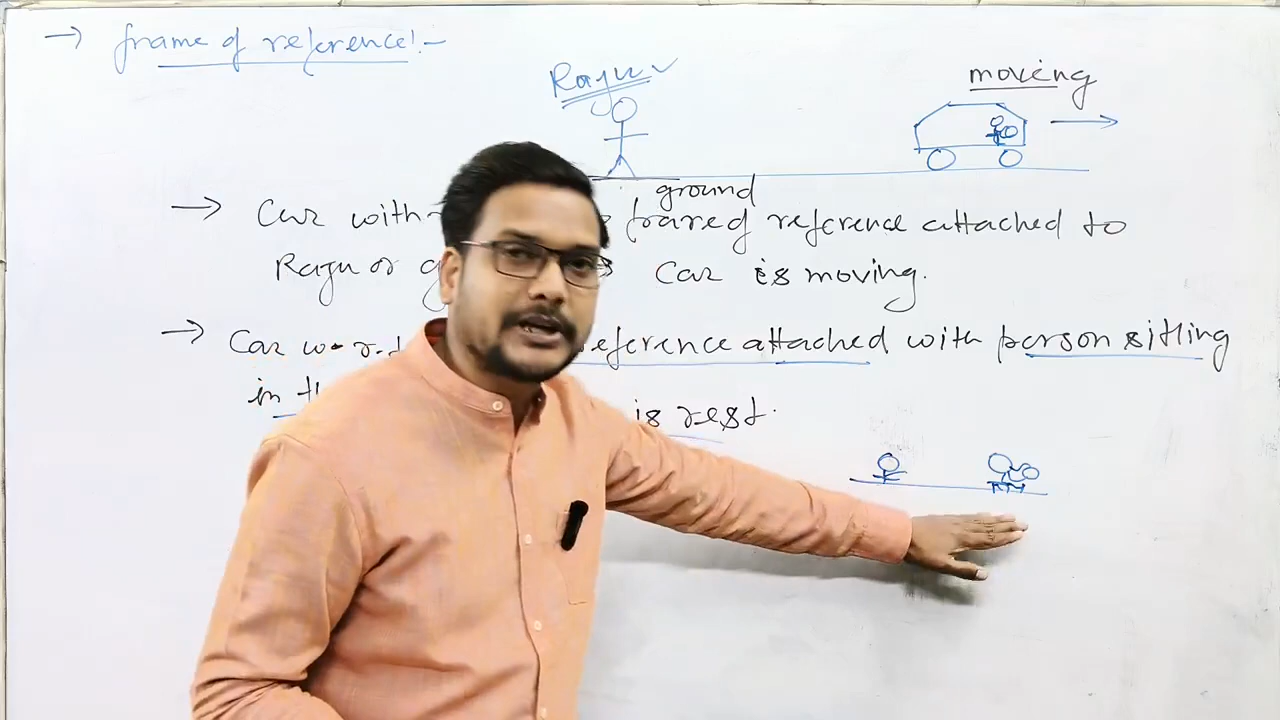 → frame of reference:-
Raju ✓
moving
ground
→ Car with frame of reference attached to
Raju or → Car is moving.
→ Car w.r.t. reference attached with person sitting
in is rest.